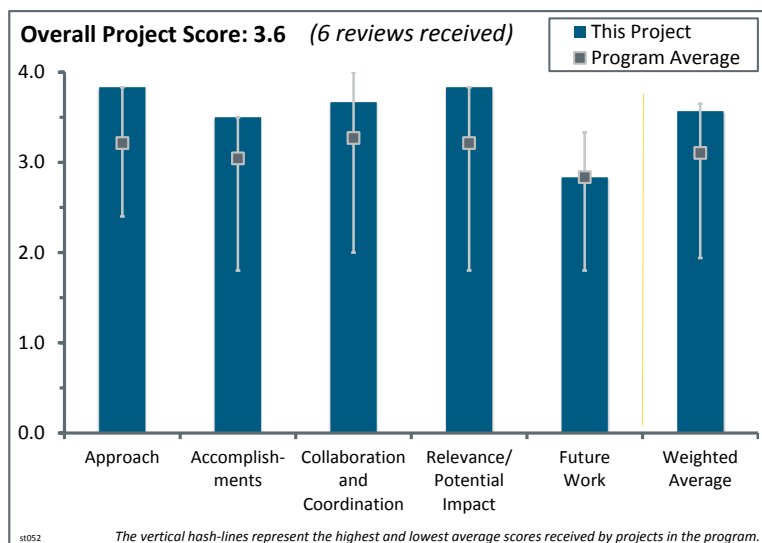 Overall Project Score: 3.6 (6 reviews received)
This Project
Program Average
4.0
3.0
2.0
1.0
0.0
Approach
Accomplish-
ments
Collaboration
and
Coordination
Relevance/
Potential
Impact
Future
Work
Weighted
Average
st052
The vertical hash-lines represent the highest and lowest average scores received by projects in the program.